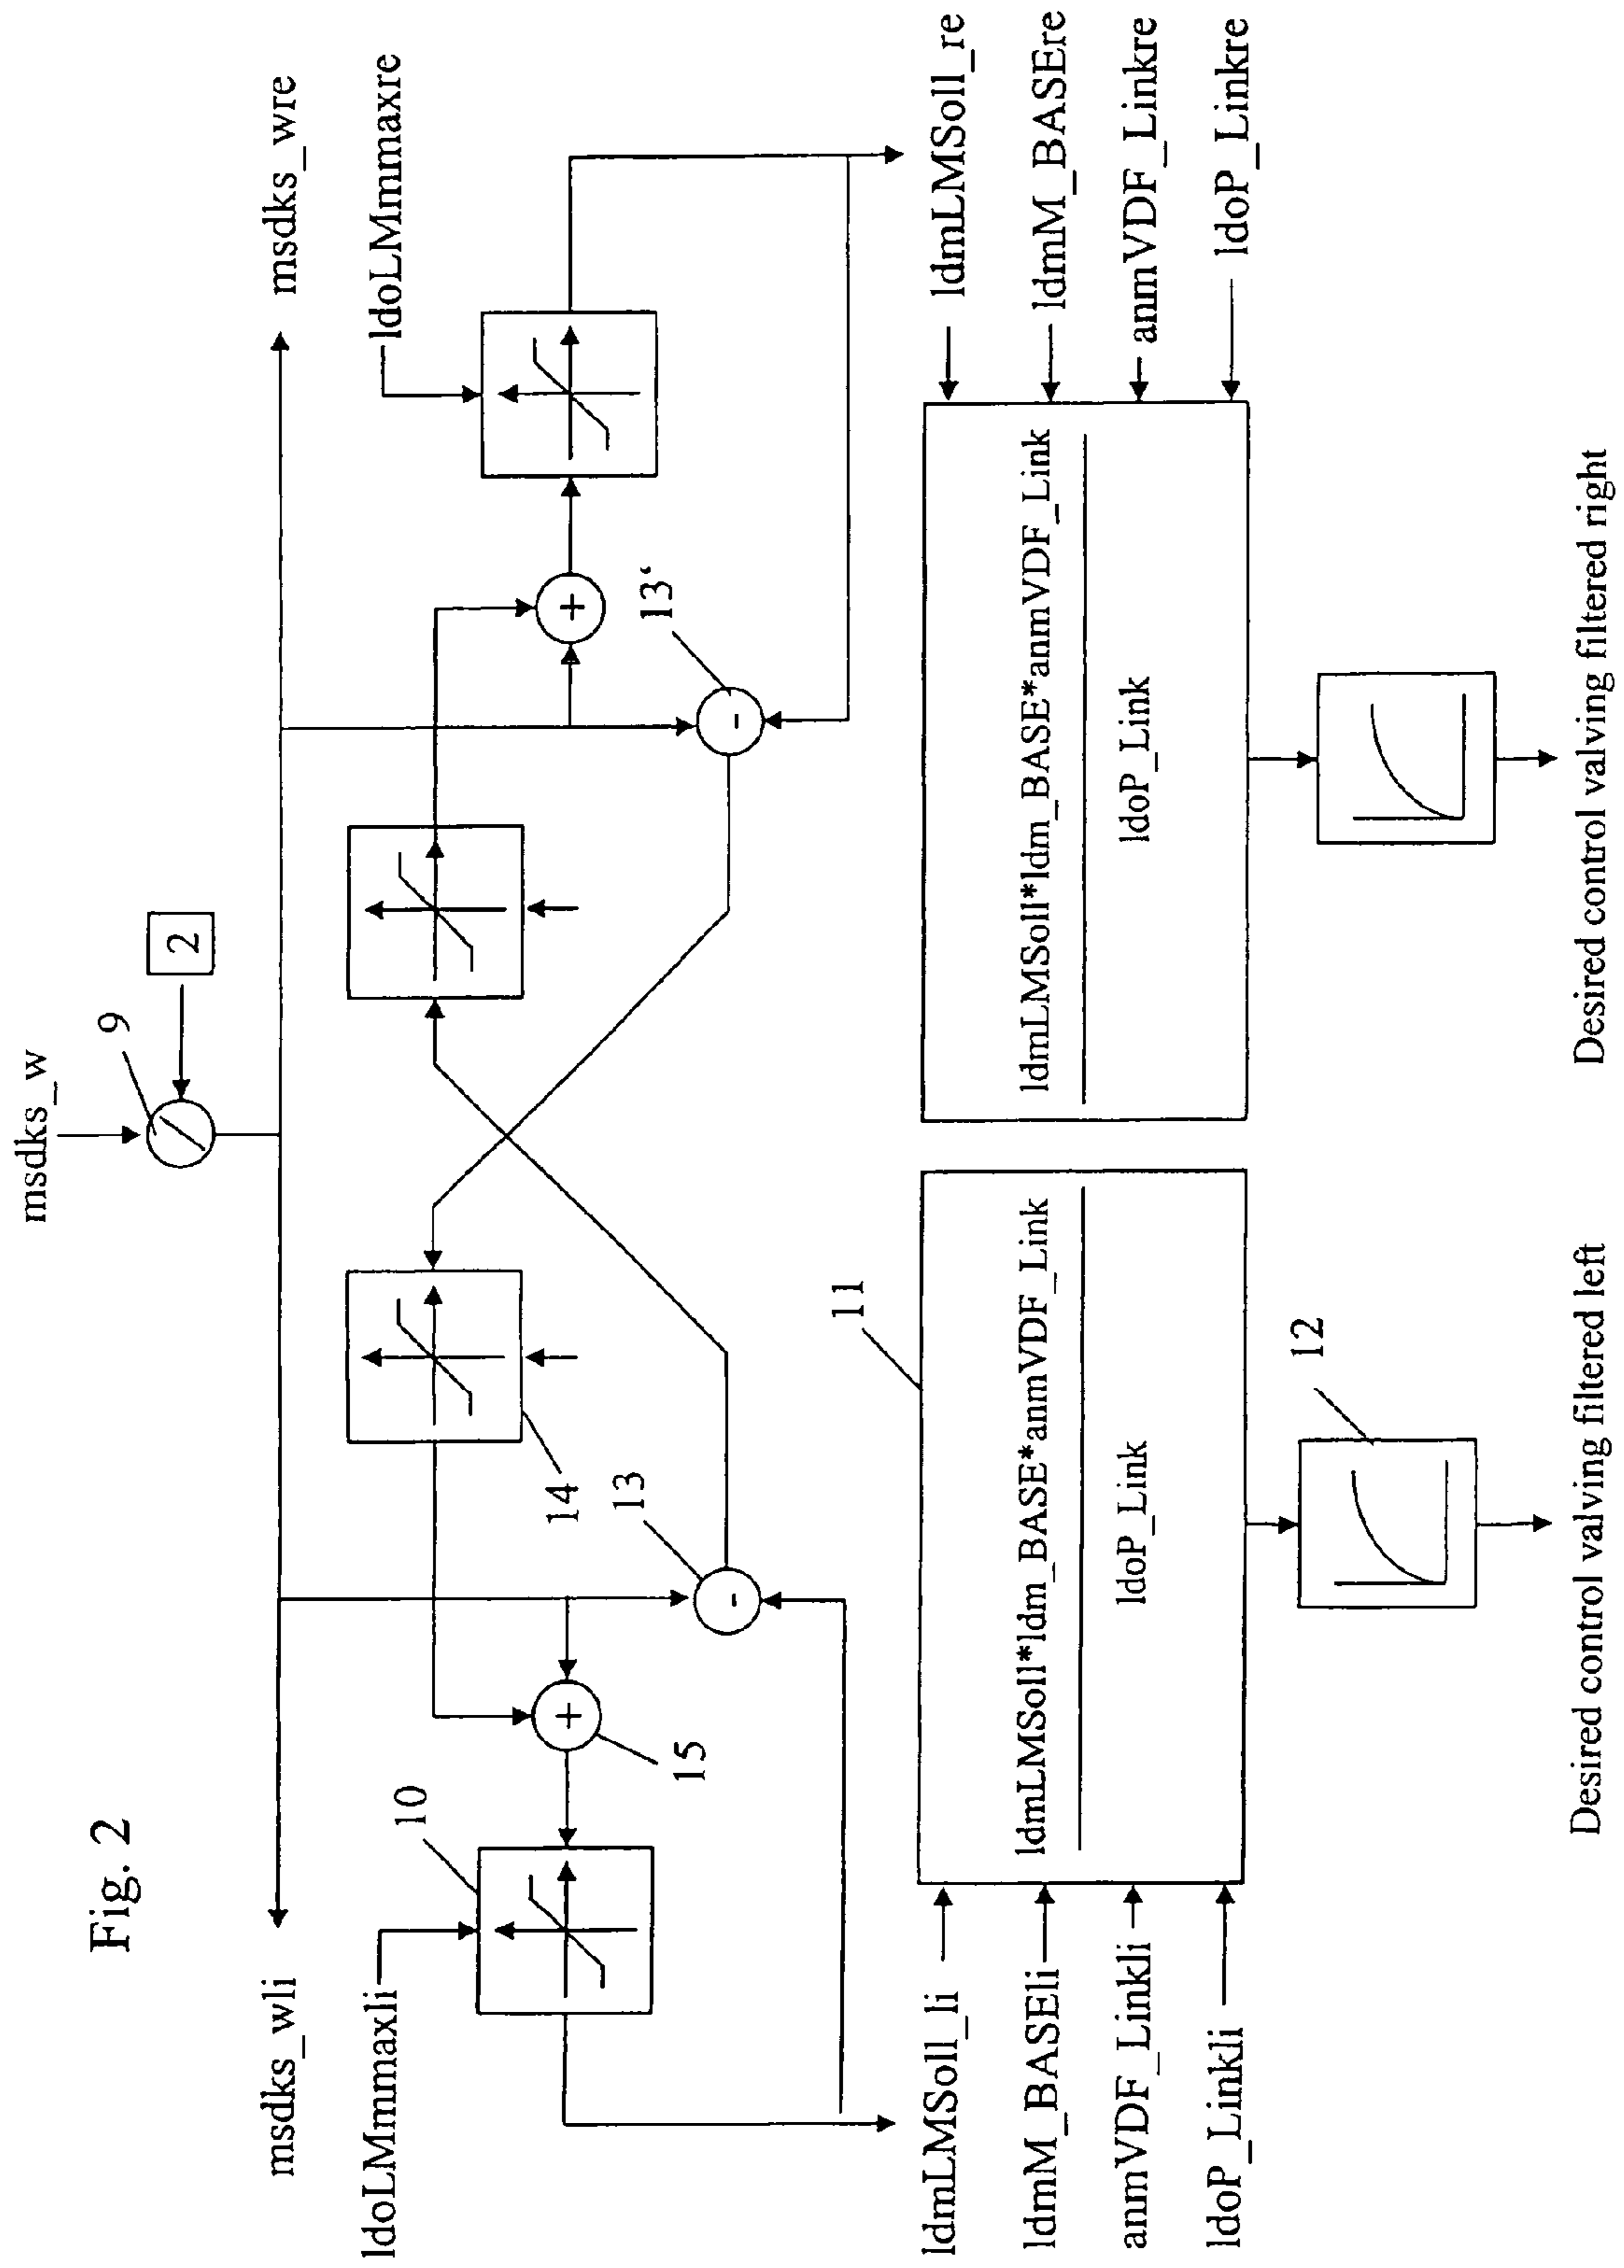 Fig. 2
msdks_w
9
2
msdks_wli
msdks_wre
ldoLMmmaxli
ldoLMmmaxre
10
14
15
13
13‘
ldmLMSoll_li
ldmM_BASEli
anmVDF_Linkli
ldoP_Linkli
11
ldmLMSoll*ldm_BASE*anmVDF_Link
ldoP_Link
ldmLMSoll*ldm_BASE*anmVDF_Link
ldoP_Link
ldmLMSoll_re
ldmM_BASEre
anmVDF_Linkre
ldoP_Linkre
12
Desired control valving filtered left
Desired control valving filtered right
+
-
+
-